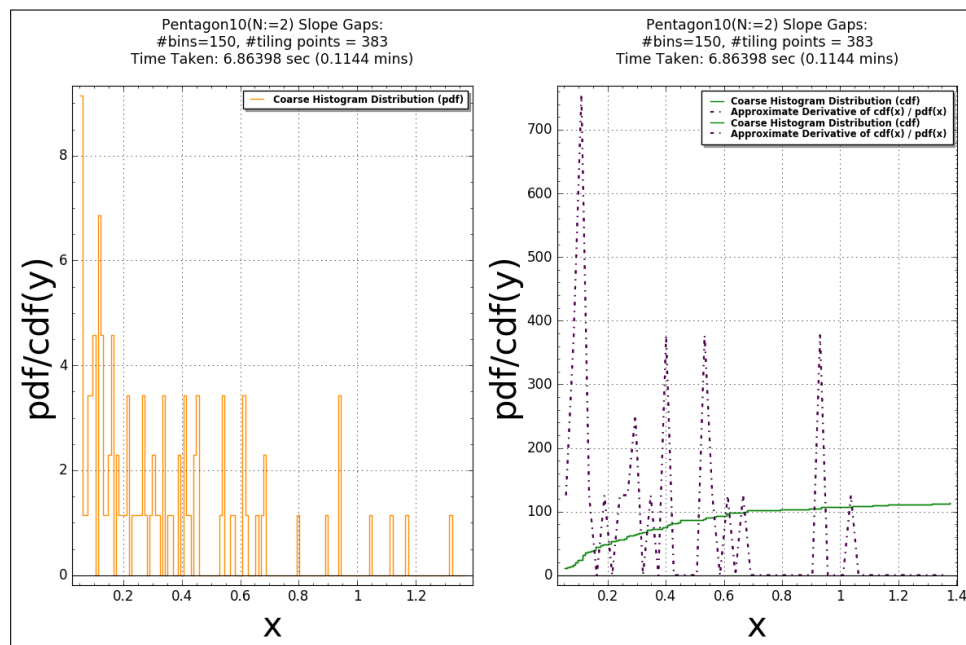 Pentagon10(N:=2) Slope Gaps:
#bins=150, #tiling points = 383
Time Taken: 6.86398 sec (0.1144 mins)
Coarse Histogram Distribution (pdf)
pdf/cdf(y)
8
6
4
2
0
0.2 0.4 0.6 0.8 1.0 1.2
x
Pentagon10(N:=2) Slope Gaps:
#bins=150, #tiling points = 383
Time Taken: 6.86398 sec (0.1144 mins)
Coarse Histogram Distribution (cdf)
Approximate Derivative of cdf(x) / pdf(x)
Coarse Histogram Distribution (cdf)
Approximate Derivative of cdf(x) / pdf(x)
pdf/cdf(y)
700
600
500
400
300
200
100
0
0.2 0.4 0.6 0.8 1 1.2 1.4
x